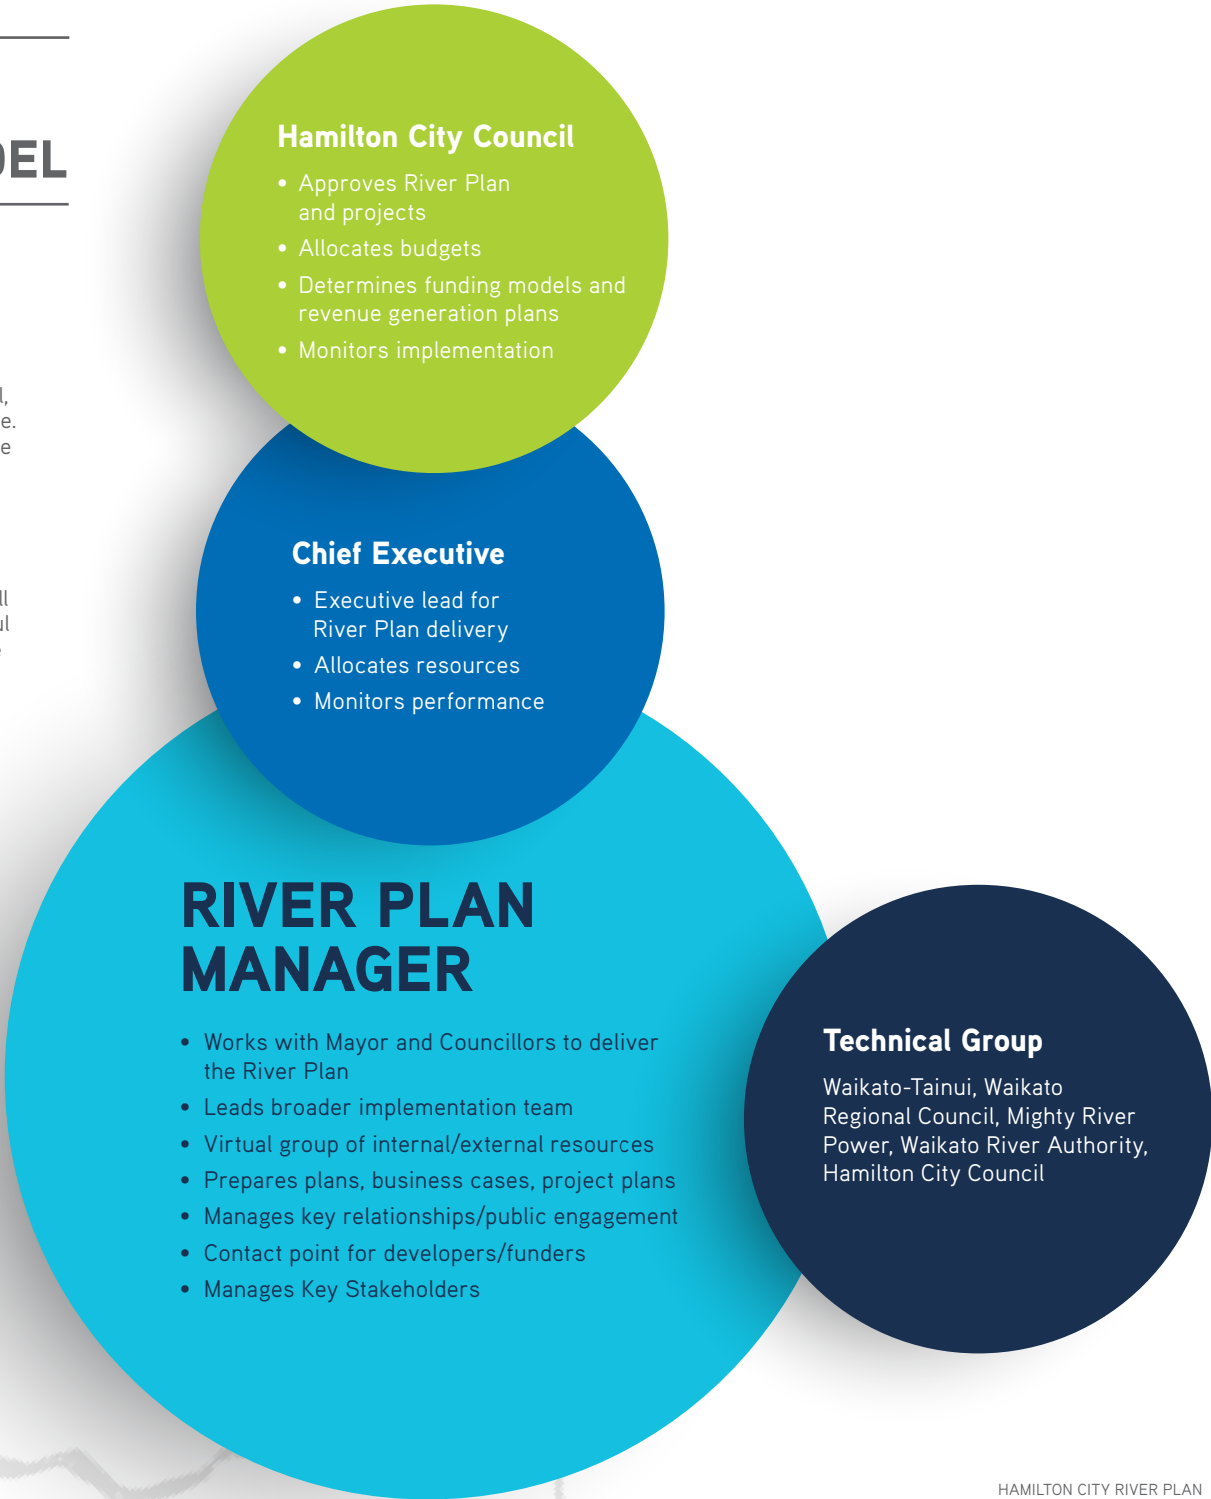 DEL
l,
e.
e
ll
ul
Hamilton City Council
• Approves River Plan
and projects
• Allocates budgets
• Determines funding models and
revenue generation plans
• Monitors implementation
Chief Executive
• Executive lead for
River Plan delivery
• Allocates resources
• Monitors performance
RIVER PLAN
MANAGER
• Works with Mayor and Councillors to deliver
the River Plan
• Leads broader implementation team
• Virtual group of internal/external resources
• Prepares plans, business cases, project plans
• Manages key relationships/public engagement
• Contact point for developers/funders
• Manages Key Stakeholders
Technical Group
Waikato-Tainui, Waikato
Regional Council, Mighty River
Power, Waikato River Authority,
Hamilton City Council
HAMILTON CITY RIVER PLAN